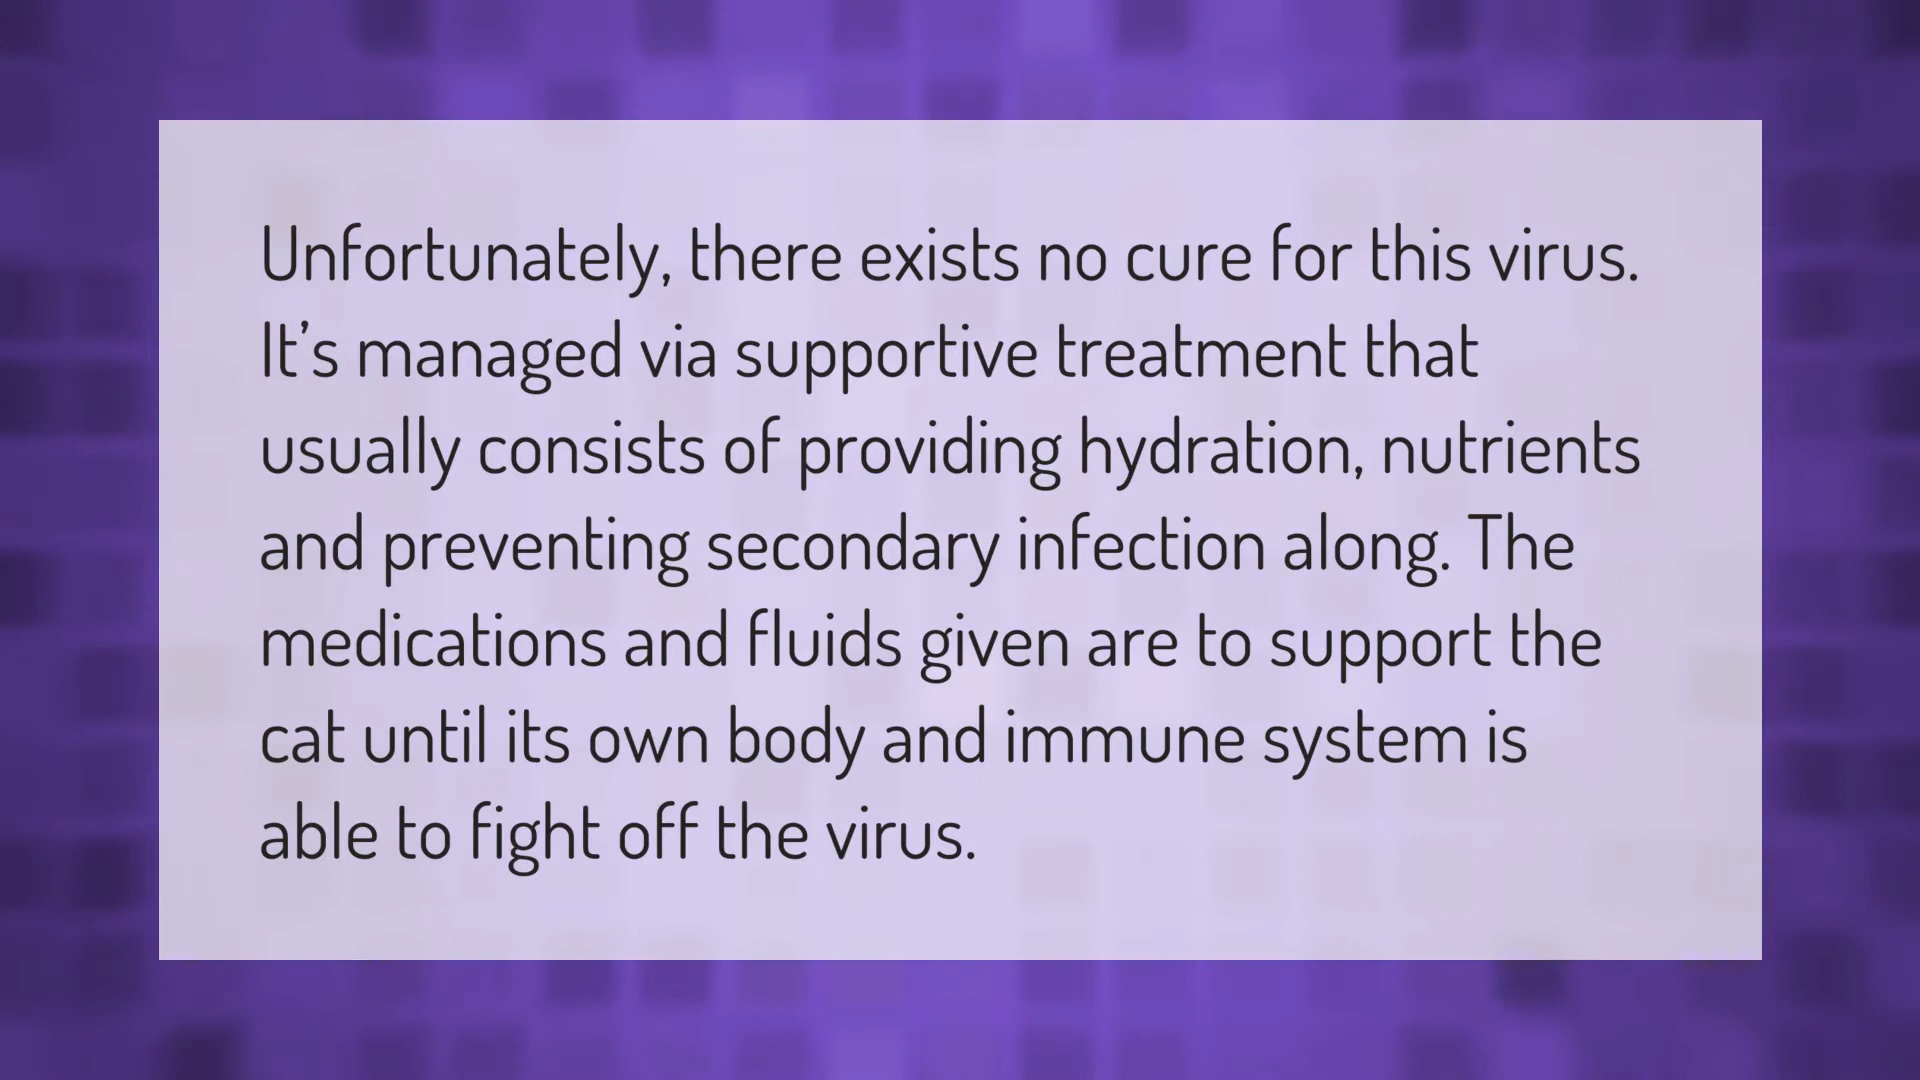 Unfortunately, there exists no cure for this virus.
It's managed via supportive treatment that
usually consists of providing hydration, nutrients
and preventing secondary infection along. The
medications and fluids given are to support the
cat until its own body and immune system is
able to fight off the virus.